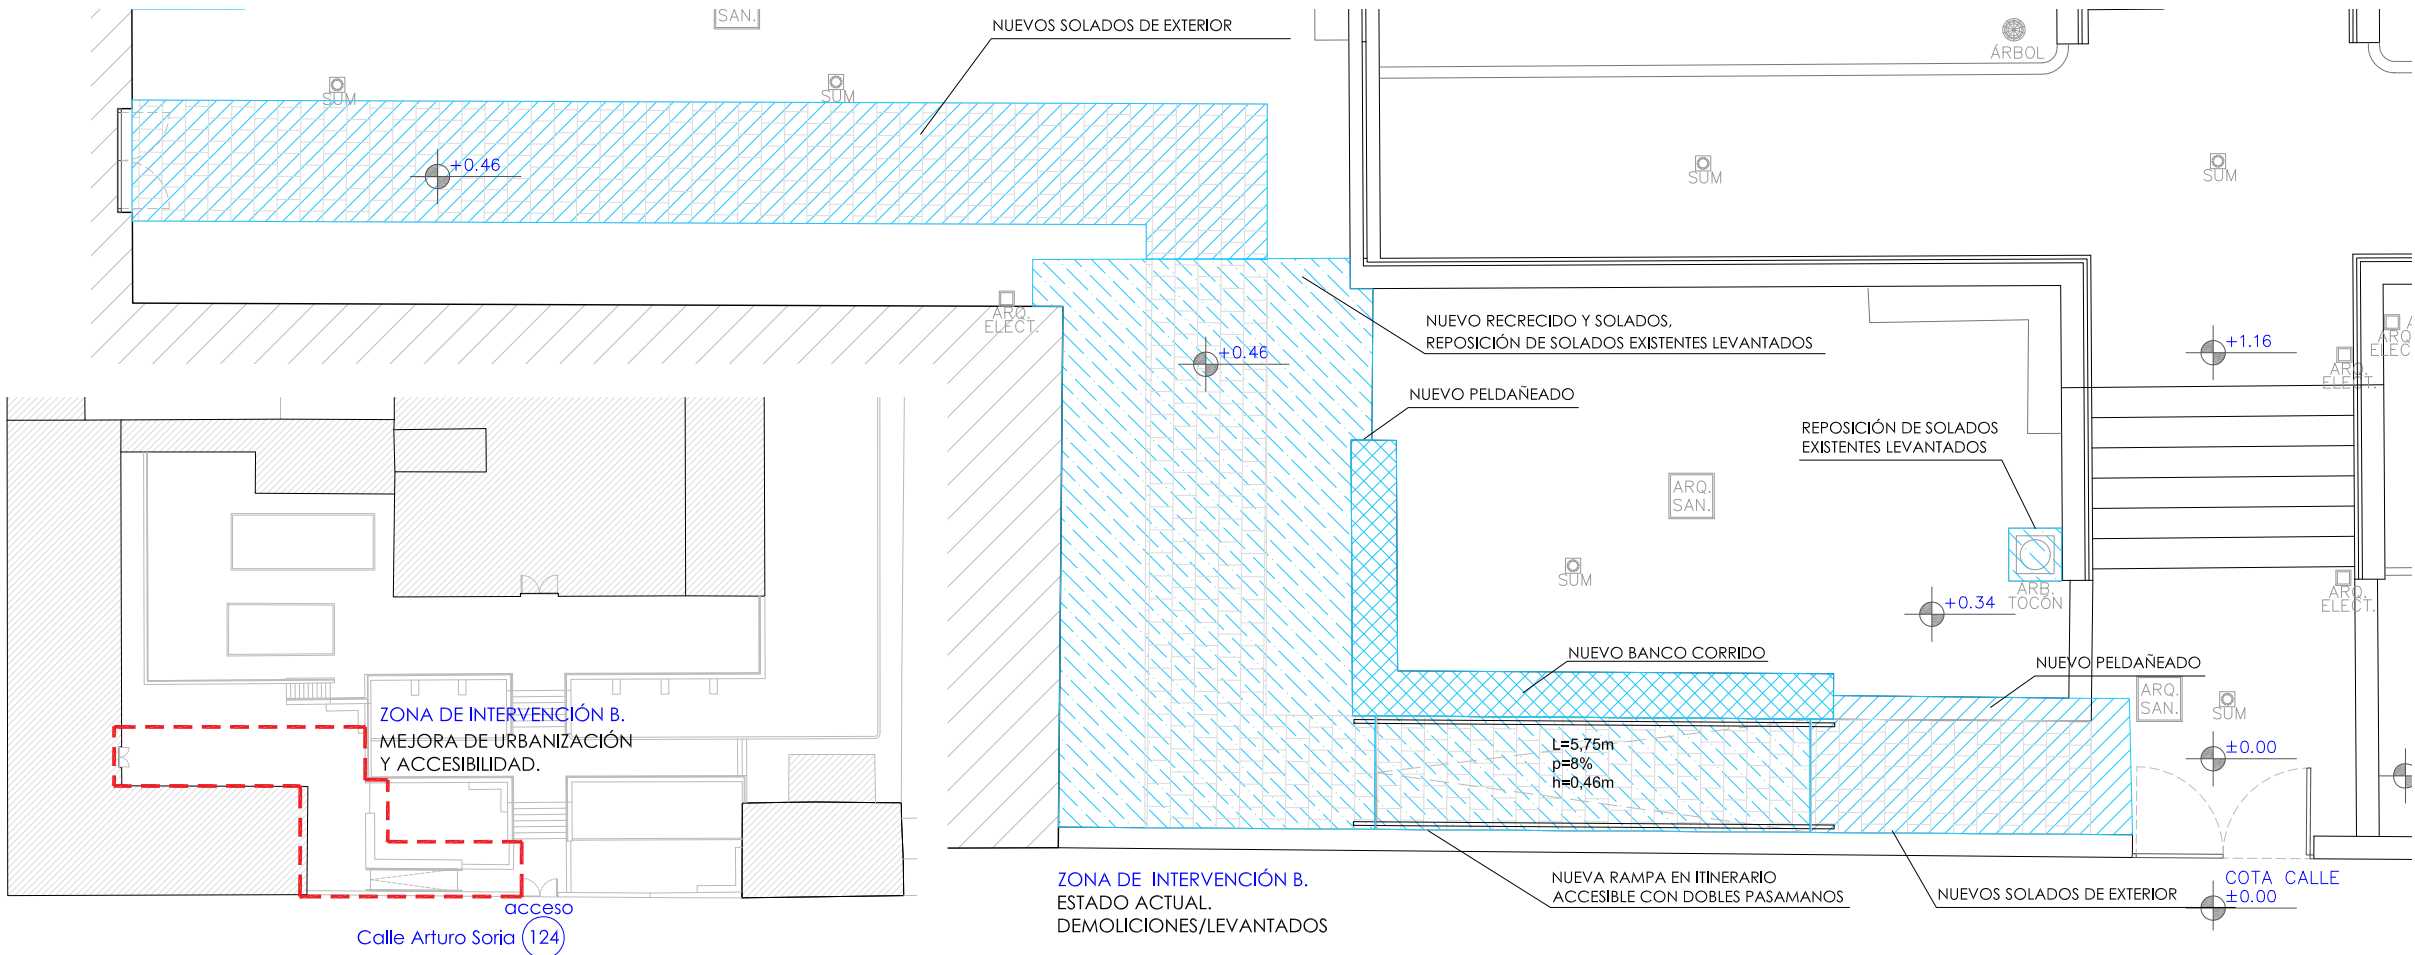 SAN.
NUEVOS SOLADOS DE EXTERIOR
ÁRBOL
SUM
SUM
SUM
SUM
+0.46
ARQ.
ELECT.
NUEVO RECRECIDO Y SOLADOS,
REPOSICIÓN DE SOLADOS EXISTENTES LEVANTADOS
+0.46
+1.16
ARQ.
ELECT.
ARQ.
ELECT.
NUEVO PELDAÑEADO
REPOSICIÓN DE SOLADOS
EXISTENTES LEVANTADOS
ARQ.
SAN.
SUM
ARB.
TOCÓN
ARQ.
ELECT.
+0.34
NUEVO BANCO CORRIDO
NUEVO PELDAÑEADO
ARQ.
SAN.
SUM
ZONA DE INTERVENCIÓN B.
MEJORA DE URBANIZACIÓN
Y ACCESIBILIDAD.
L=5,75m
p=8%
h=0,46m
±0.00
ZONA DE INTERVENCIÓN B.
ESTADO ACTUAL.
DEMOLICIONES/LEVANTADOS
NUEVA RAMPA EN ITINERARIO
ACCESIBLE CON DOBLES PASAMANOS
NUEVOS SOLADOS DE EXTERIOR
COTA CALLE
±0.00
acceso
Calle Arturo Soria 124